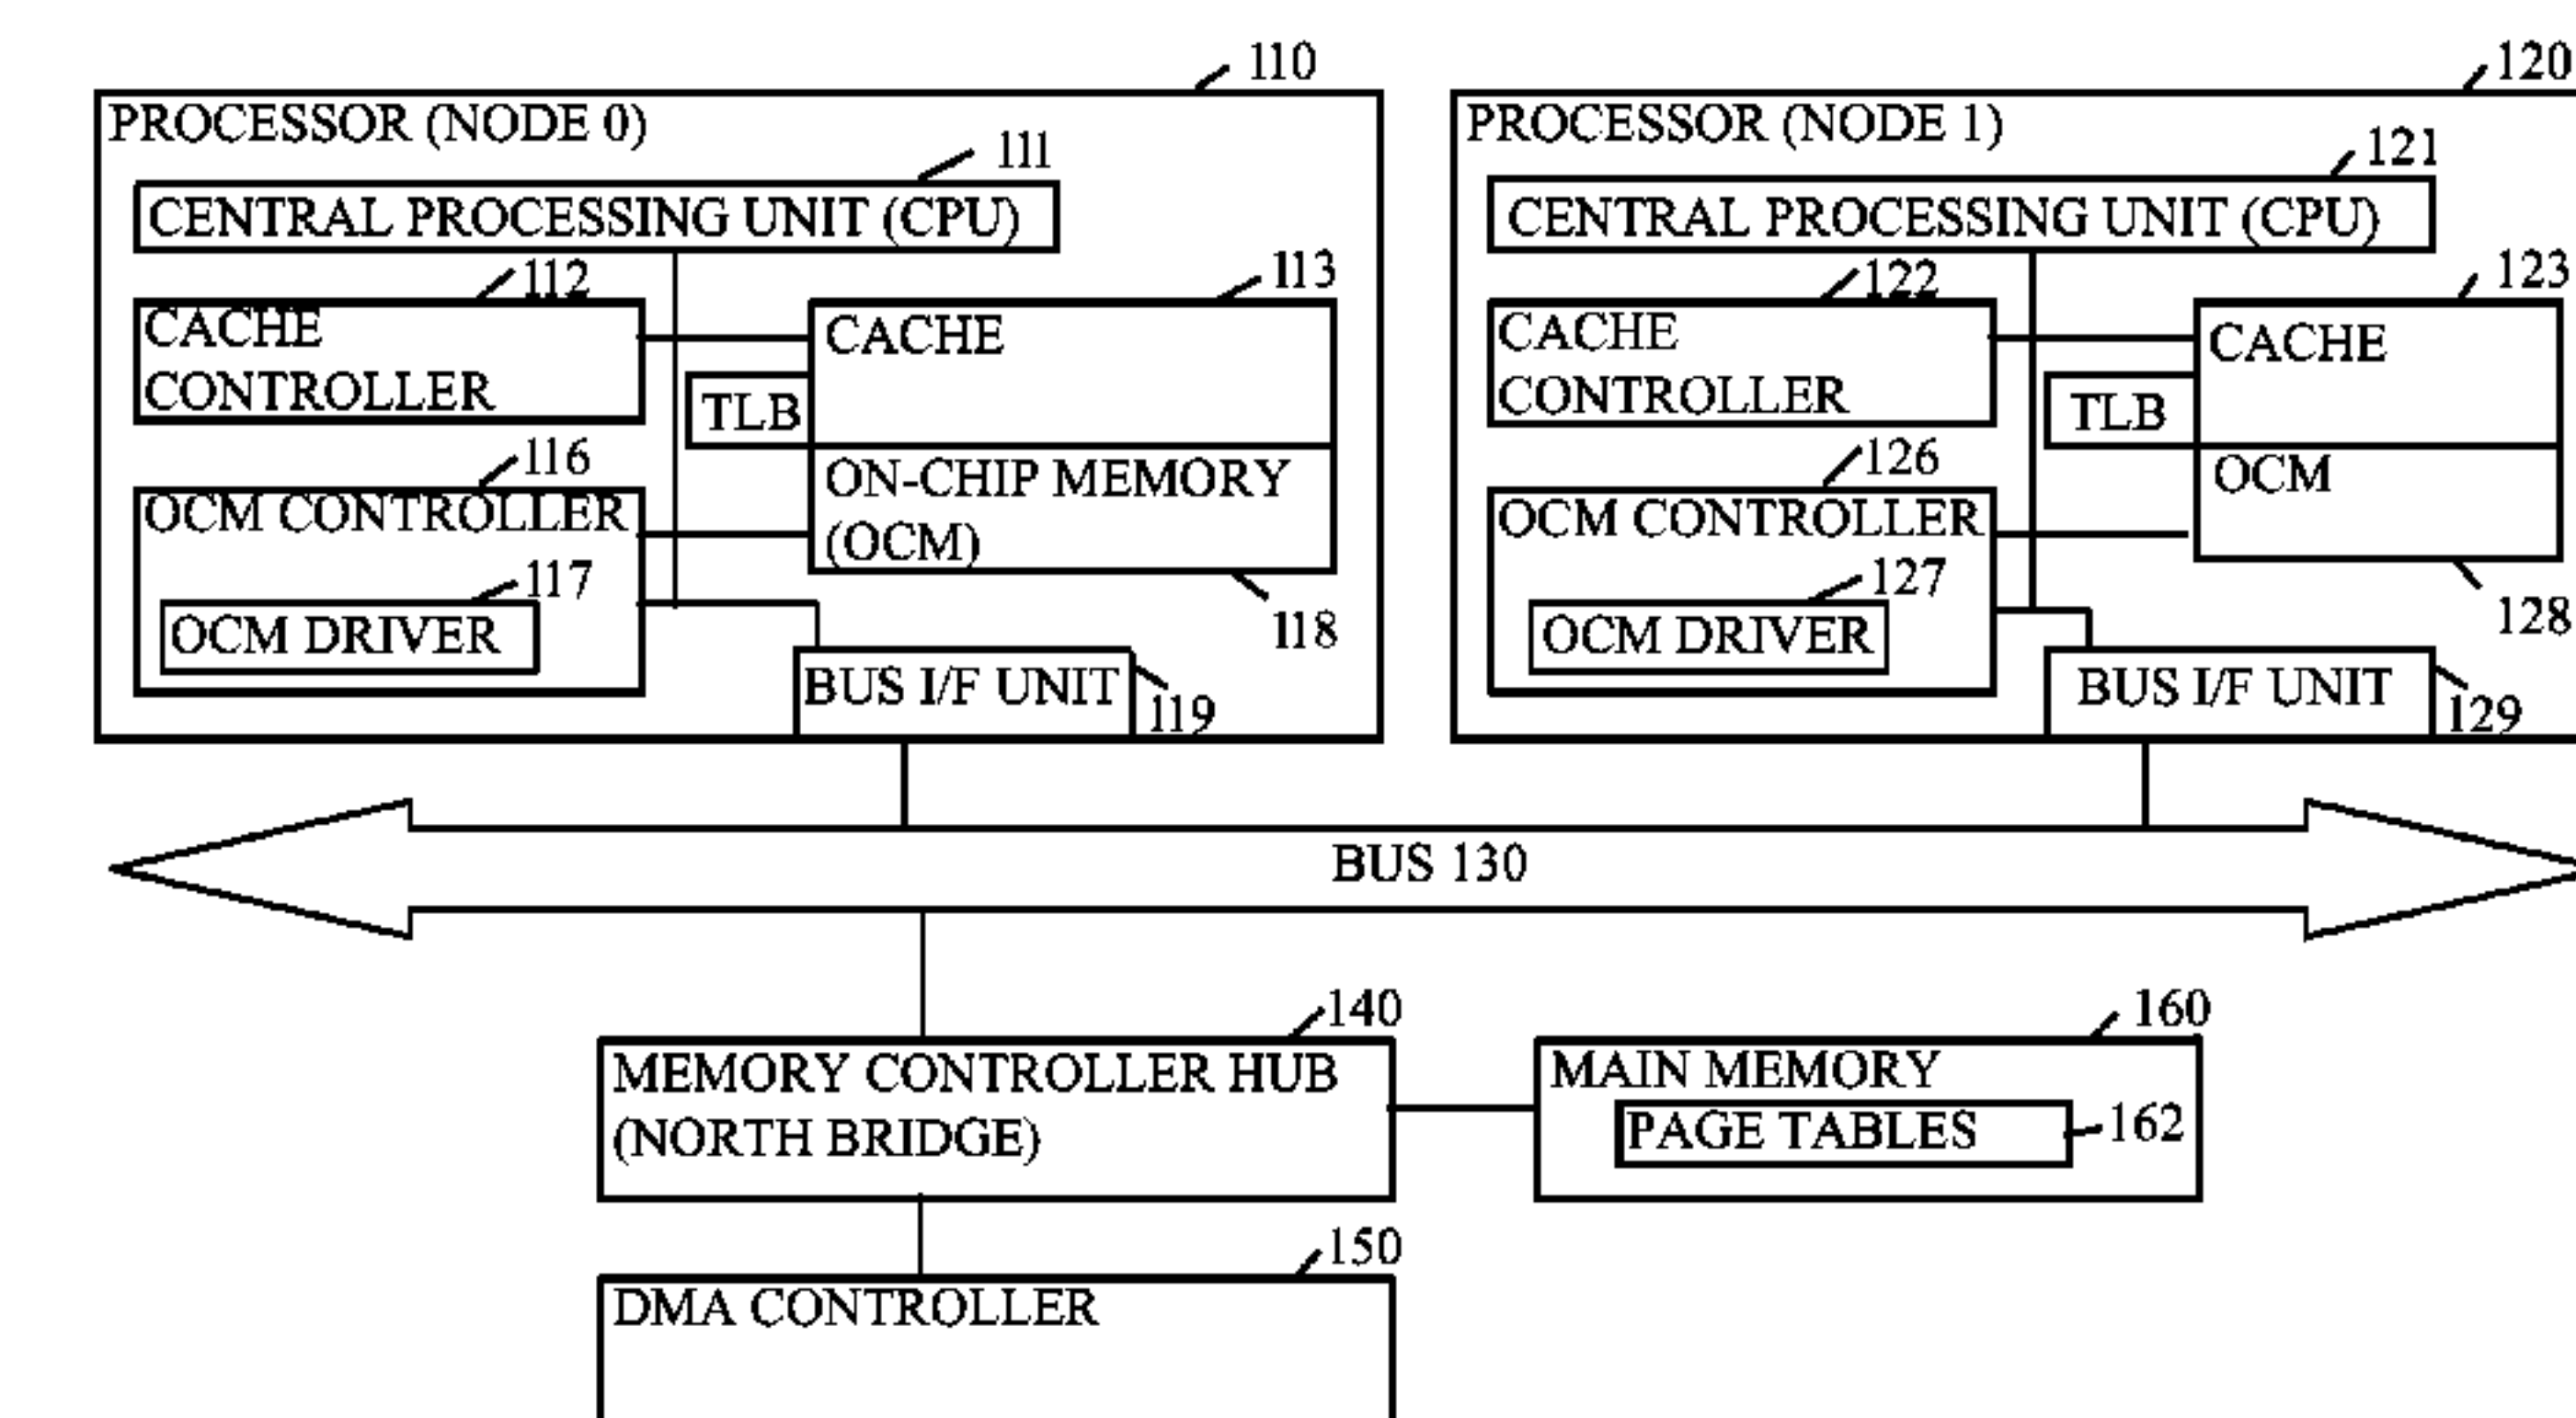 110
PROCESSOR (NODE 0)
111
CENTRAL PROCESSING UNIT (CPU)
112
CACHE
CONTROLLER
113
CACHE
TLB
116
OCM CONTROLLER
117
OCM DRIVER
ON-CHIP MEMORY
(OCM)
118
BUS I/F UNIT
119
120
PROCESSOR (NODE 1)
121
CENTRAL PROCESSING UNIT (CPU)
122
CACHE
CONTROLLER
123
CACHE
TLB
126
OCM CONTROLLER
127
OCM DRIVER
OCM
128
BUS I/F UNIT
129
BUS 130
140
MEMORY CONTROLLER HUB
(NORTH BRIDGE)
160
MAIN MEMORY
PAGE TABLES
162
150
DMA CONTROLLER